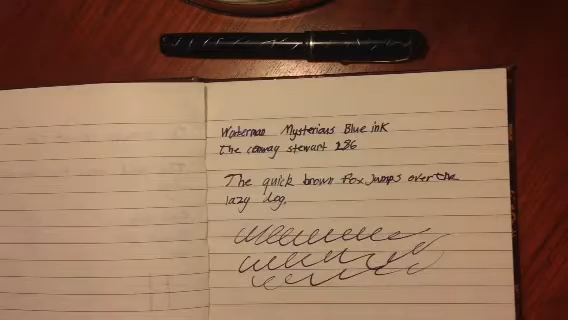 Waterman Mysterious Blue ink
the conway stewart 286
The quick brown fox jumps over the
lazy dog.